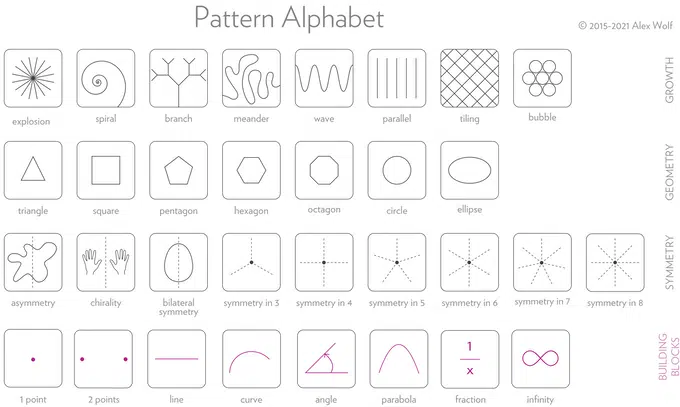 Pattern Alphabet
© 2015-2021 Alex Wolf
explosion
spiral
branch
meander
wave
parallel
tiling
bubble
GROWTH
triangle
square
pentagon
hexagon
octagon
circle
ellipse
GEOMETRY
asymmetry
chirality
bilateral
symmetry
symmetry in 3
symmetry in 4
symmetry in 5
symmetry in 6
symmetry in 7
symmetry in 8
SYMMETRY
1
x
1 point
2 points
line
curve
angle
parabola
fraction
infinity
BUILDING
BLOCKS